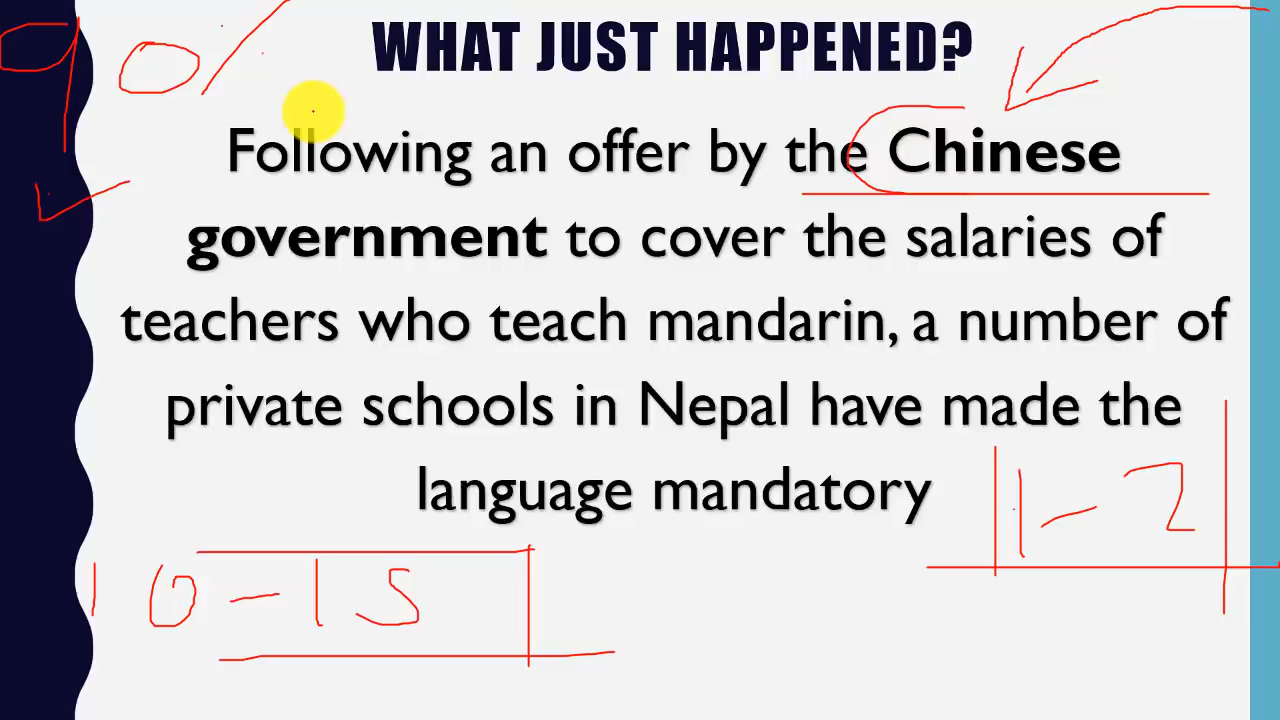 WHAT JUST HAPPENED?
90/
Following an offer by the Chinese
government to cover the salaries of
teachers who teach mandarin, a number of
private schools in Nepal have made the
language mandatory
1-2
10-15